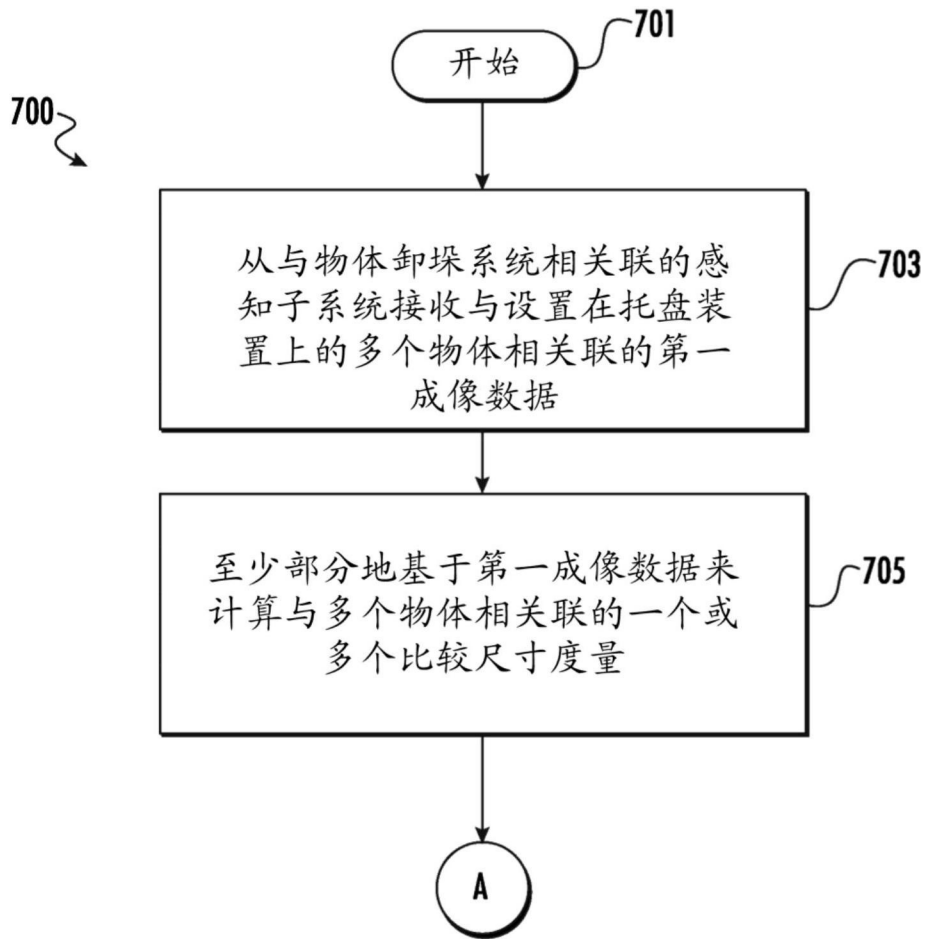 701
开始
700
从与物体卸垛系统相关联的感
知子系统接收与设置在托盘装
置上的多个物体相关联的第一
成像数据
703
至少部分地基于第一成像数据来
计算与多个物体相关联的一个或
多个比较尺寸度量
705
A